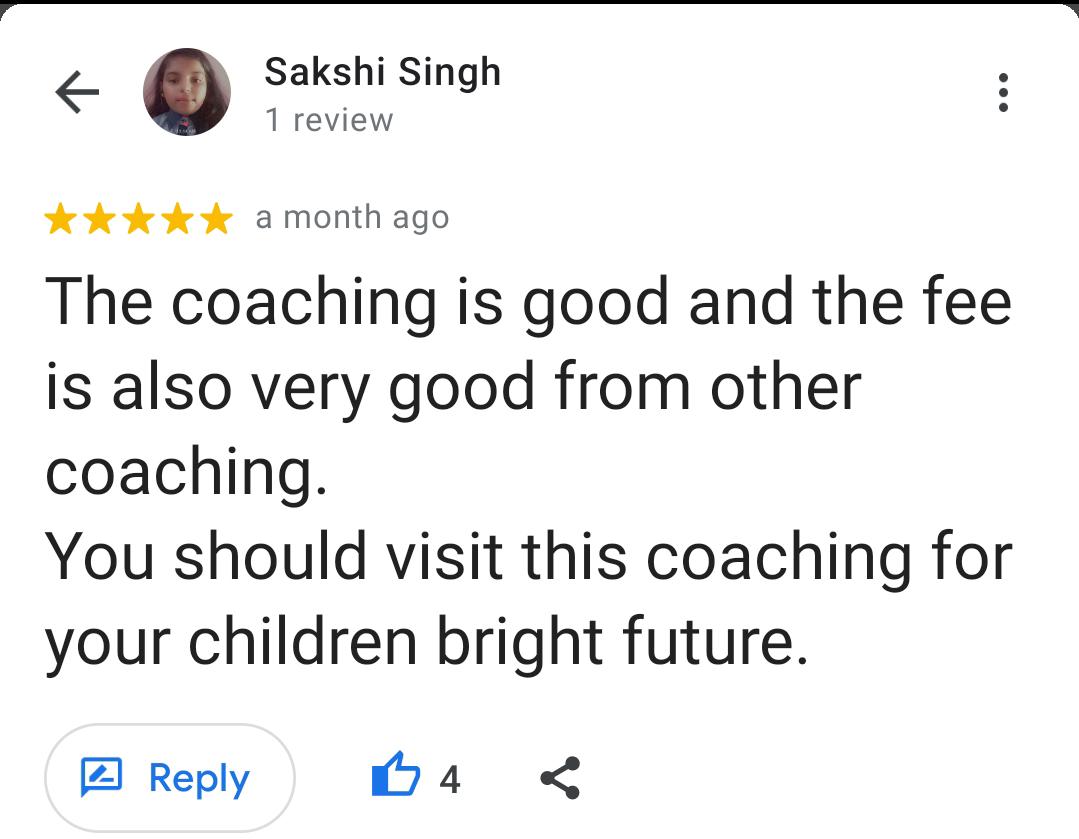 Sakshi Singh
1 review
a month ago
The coaching is good and the fee
is also very good from other
coaching.
You should visit this coaching for
your children bright future.
Reply
4